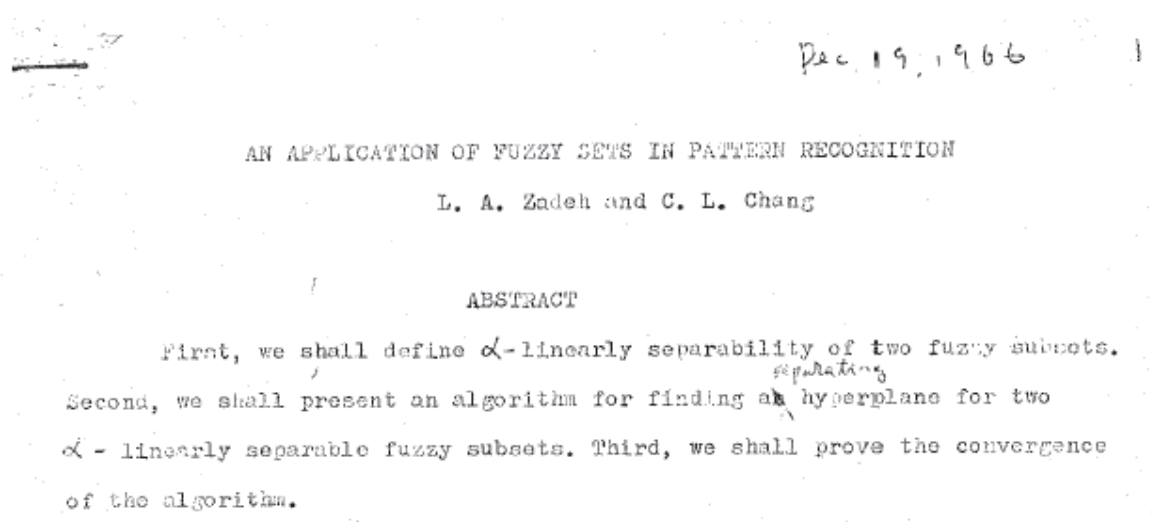 Dec 19, 1966 1
AN APPLICATION OF FUZZY SETS IN PATTERN RECOGNITION
L. A. Zadeh and C. L. Chang
ABSTRACT
First, we shall define α-linearly separability of two fuzzy subsets.
separating
Second, we shall present an algorithm for finding a hyperplane for two
α - linearly separable fuzzy subsets. Third, we shall prove the convergence
of the algorithm.